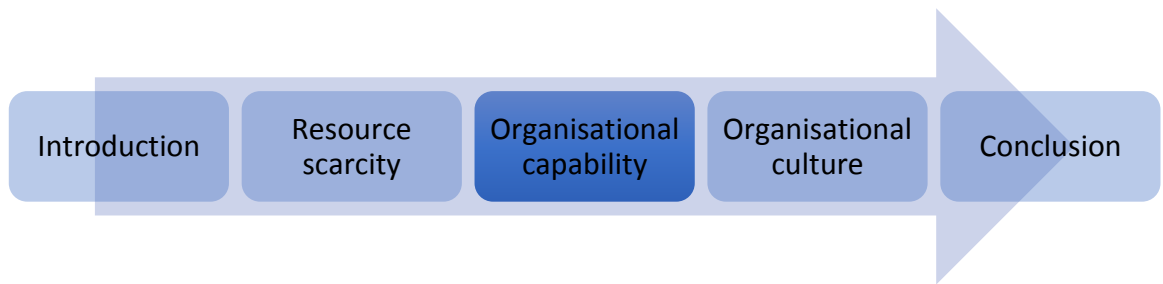 Introduction
Resource
scarcity
Organisational
capability
Organisational
culture
Conclusion